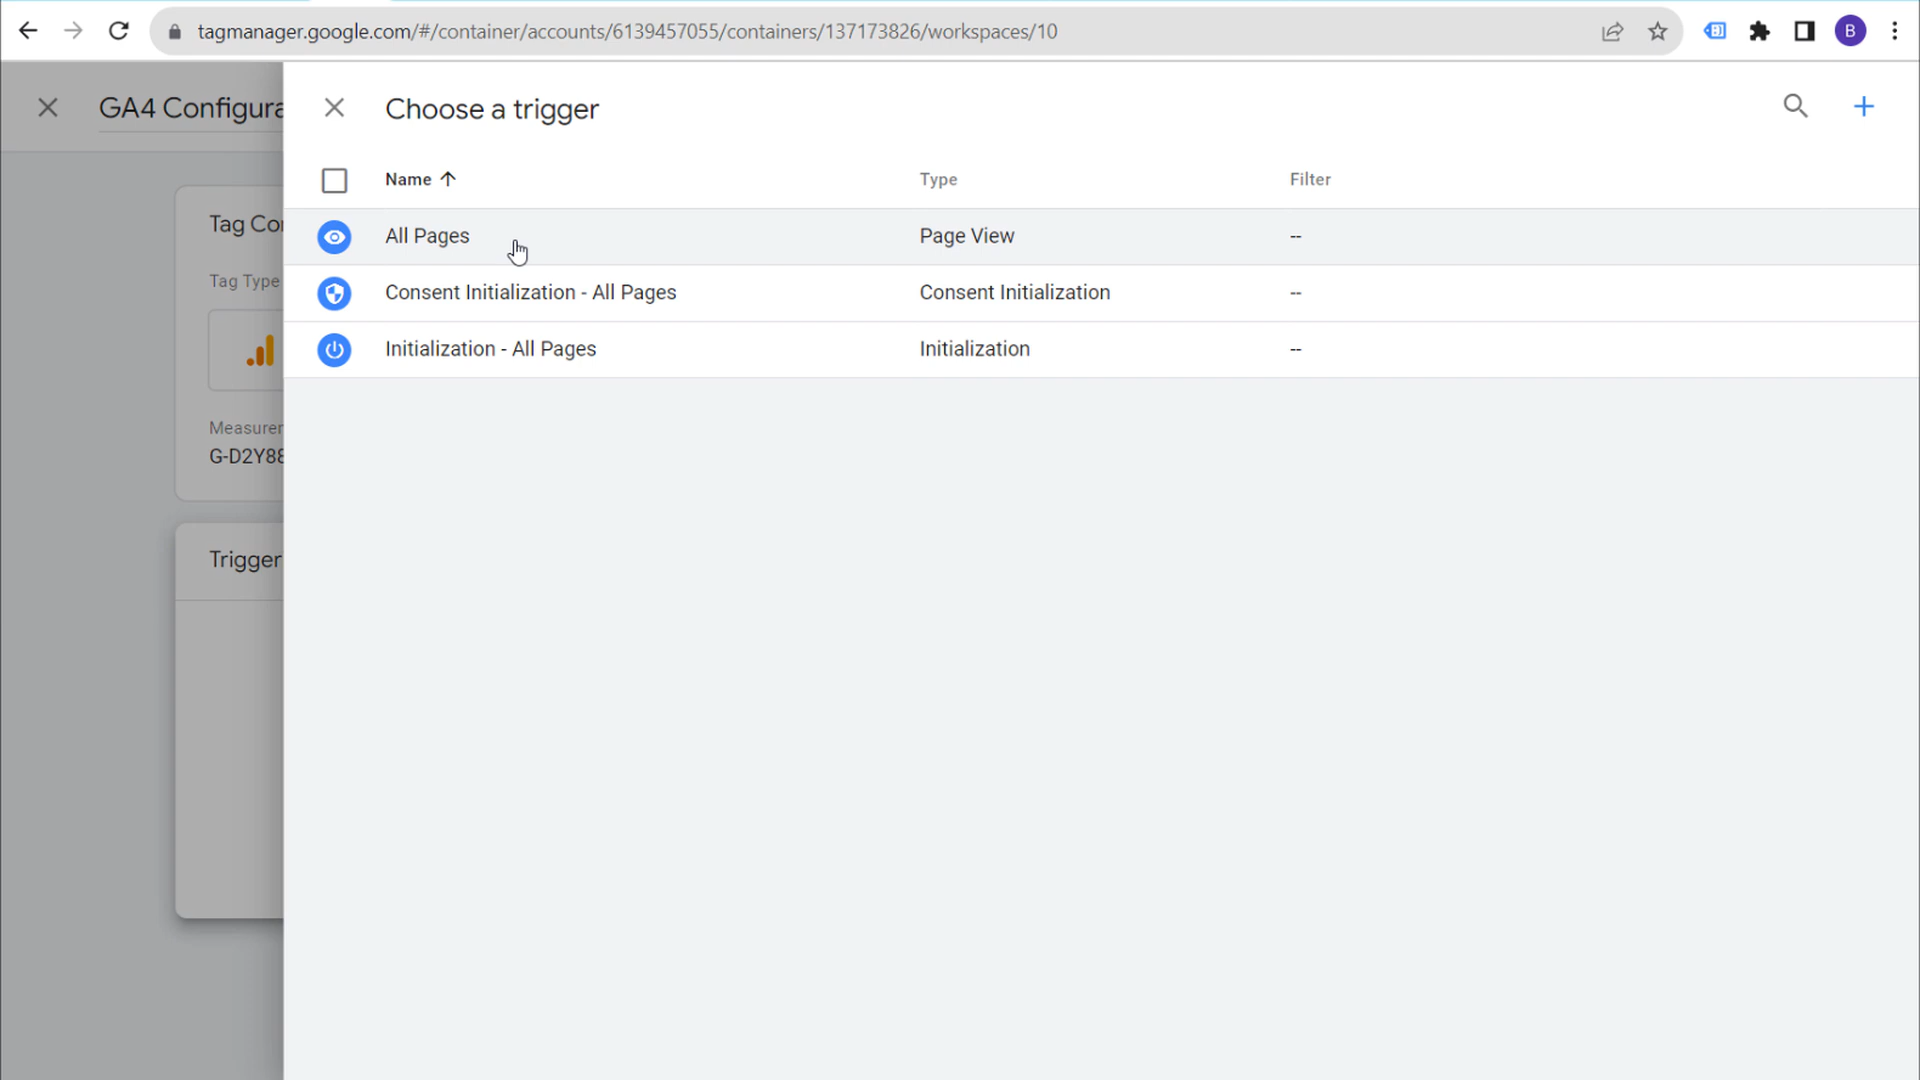 tagmanager.google.com/#/container/accounts/6139457055/containers/137173826/workspaces/10
B
GA4 Configura
Choose a trigger
Name Type Filter
Tag Co
All Pages Page View --
Tag Type
Consent Initialization - All Pages Consent Initialization --
Initialization - All Pages Initialization --
Measurer
G-D2Y88
Trigger